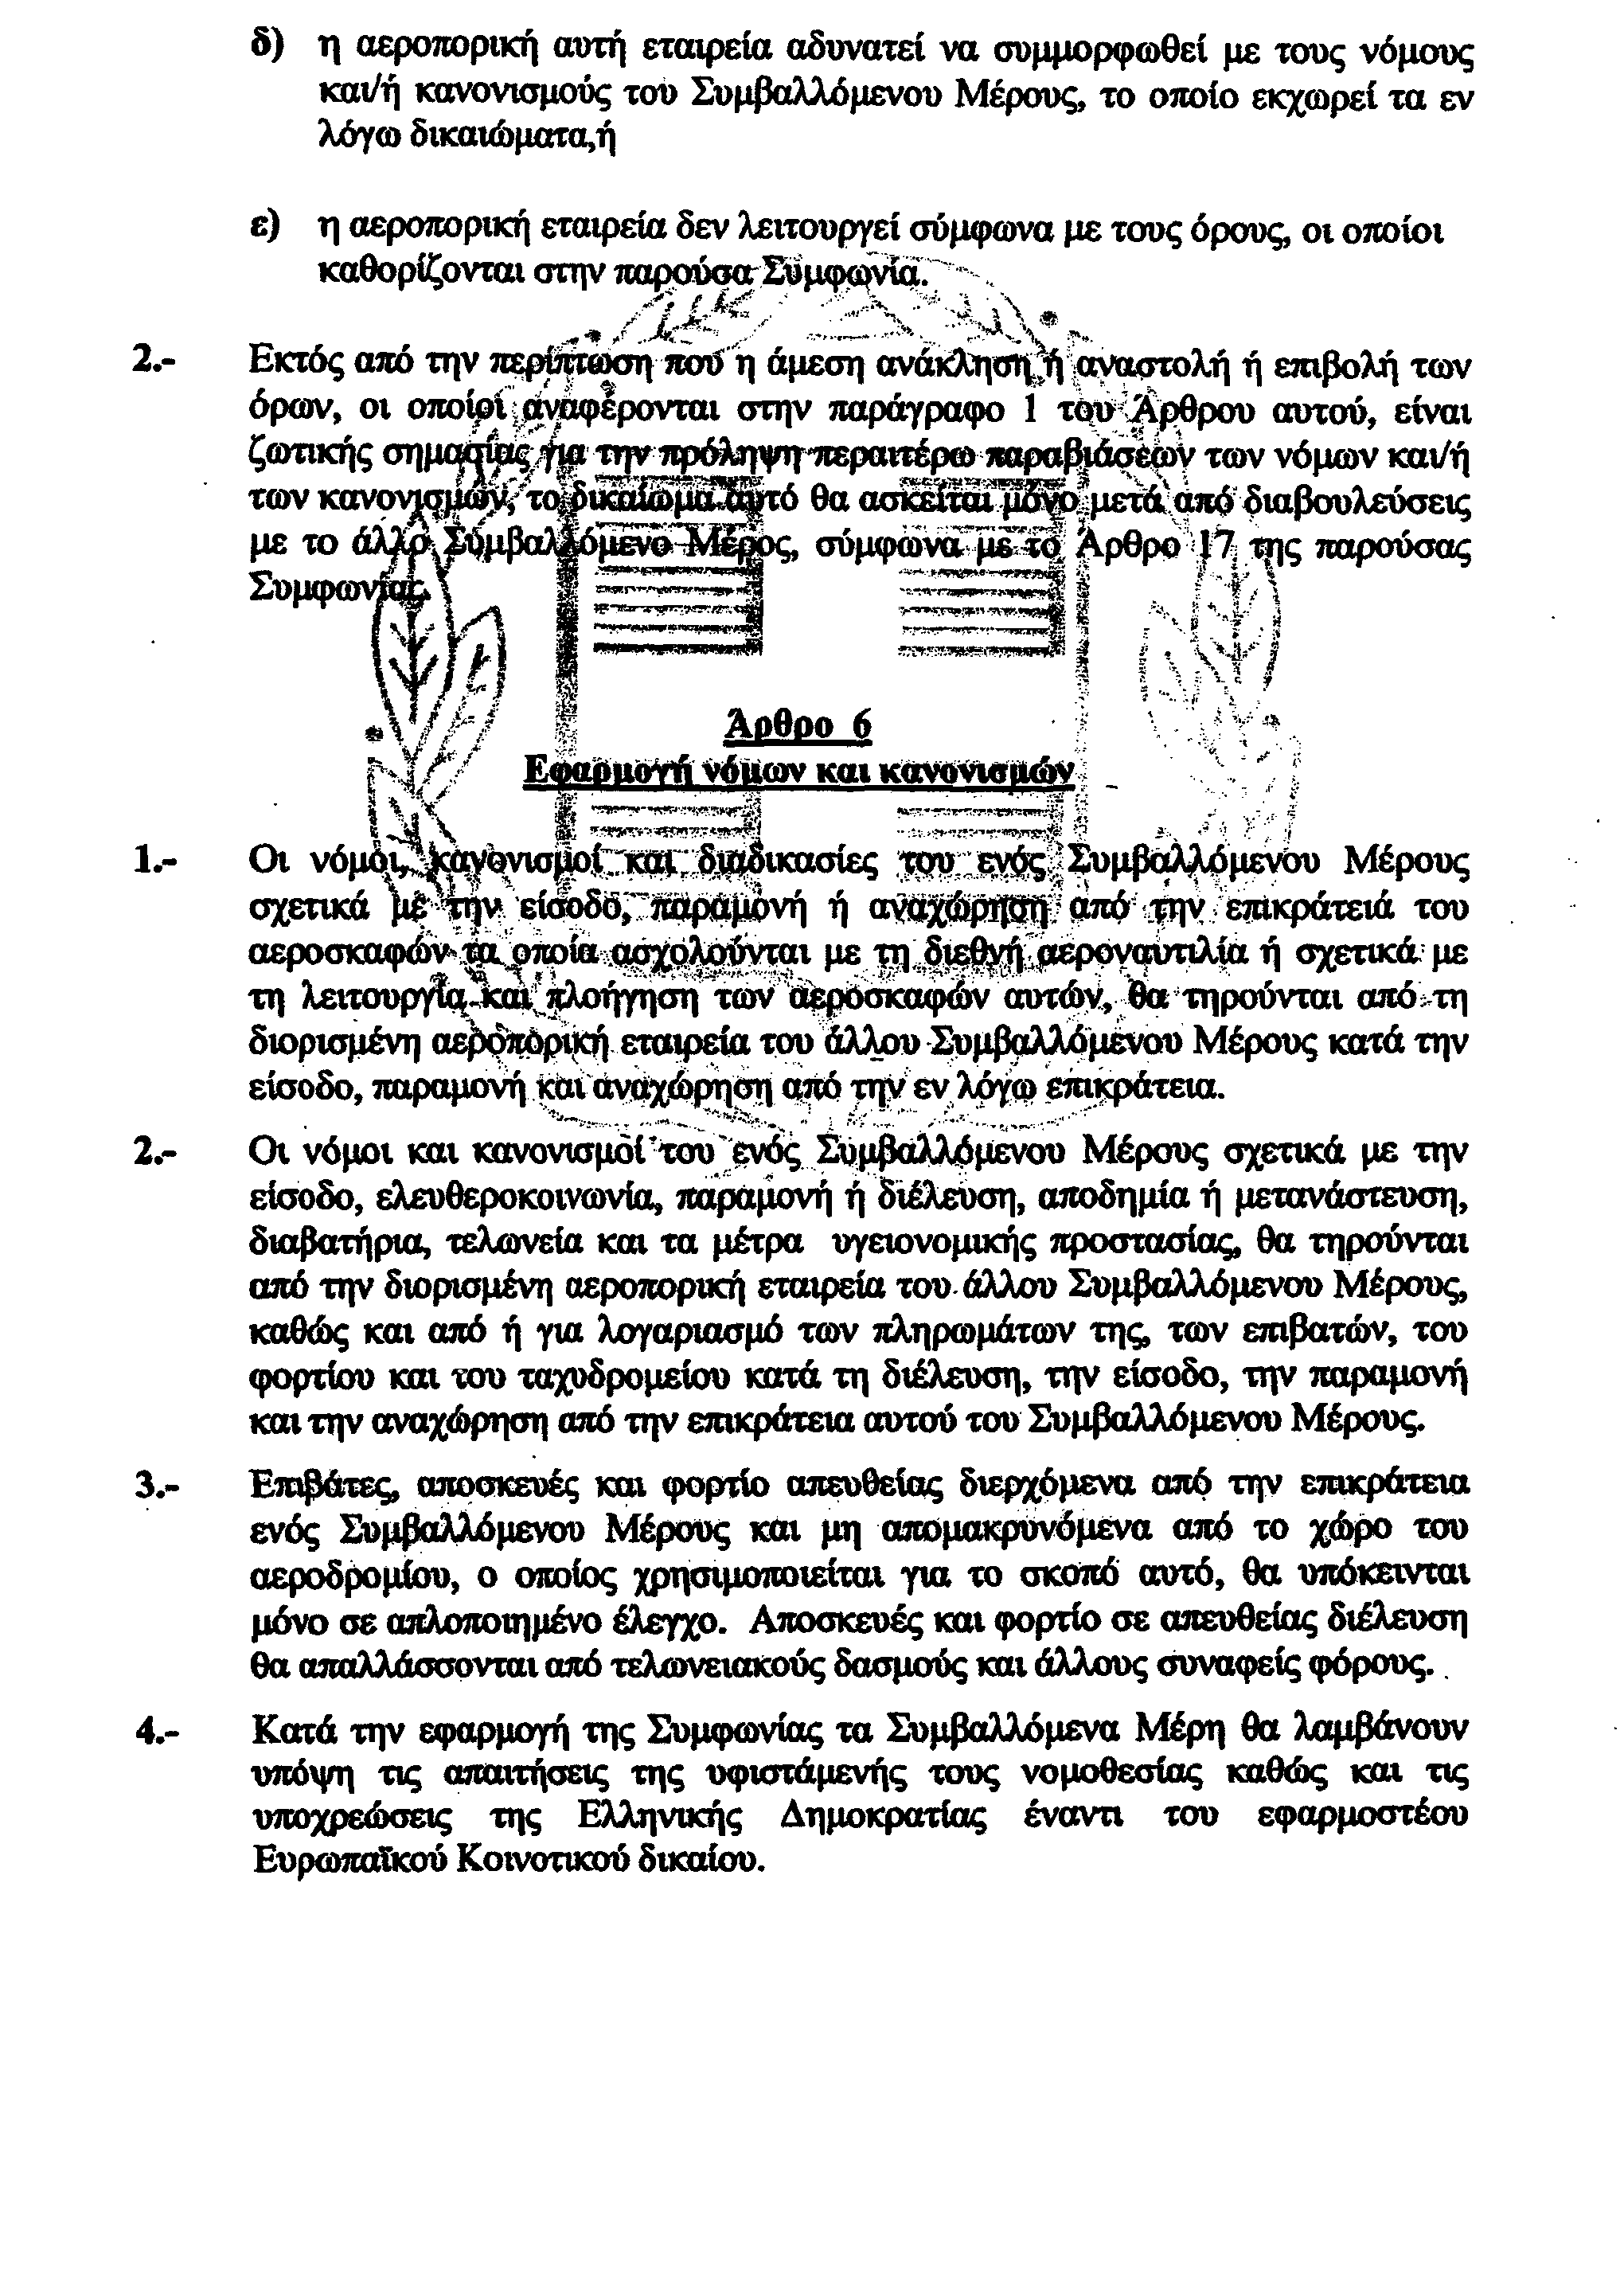 δ) η αεροπορική αυτή εταιρεία αδυνατεί να συμμορφωθεί με τους νόμους
και/ή κανονισμούς του Συμβαλλόμενου Μέρους, το οποίο εκχωρεί τα εν
λόγω δικαιώματα,ή
ε) η αεροπορική εταιρεία δεν λειτουργεί σύμφωνα με τους όρους, οι οποίοι
καθορίζονται στην παρούσα Συμφωνία.
2.- Εκτός από την περίπτωση που η άμεση ανάκληση ή αναστολή ή επιβολή των
όρων, οι οποίοι αναφέρονται στην παράγραφο 1 του Άρθρου αυτού, είναι
ζωτικής σημασίας για την πρόληψη περαιτέρω παραβιάσεων των νόμων και/ή
των κανονισμών, το δικαίωμα αυτό θα ασκείται μόνο μετά από διαβουλεύσεις
με το άλλο Συμβαλλόμενο Μέρος, σύμφωνα με το Άρθρο 17 της παρούσας
Συμφωνίας.
Άρθρο 6
Εφαρμογή νόμων και κανονισμών
1.- Οι νόμοι, κανονισμοί και διαδικασίες του ενός Συμβαλλόμενου Μέρους
σχετικά με την είσοδο, παραμονή ή αναχώρηση από την επικράτειά του
αεροσκαφών τα οποία ασχολούνται με τη διεθνή αεροναυτιλία ή σχετικά με
τη λειτουργία και πλοήγηση των αεροσκαφών αυτών, θα τηρούνται από τη
διορισμένη αεροπορική εταιρεία του άλλου Συμβαλλόμενου Μέρους κατά την
είσοδο, παραμονή και αναχώρηση από την εν λόγω επικράτεια.
2.- Οι νόμοι και κανονισμοί του ενός Συμβαλλόμενου Μέρους σχετικά με την
είσοδο, ελευθεροκοινωνία, παραμονή ή διέλευση, αποδημία ή μετανάστευση,
διαβατήρια, τελωνεία και τα μέτρα υγειονομικής προστασίας, θα τηρούνται
από την διορισμένη αεροπορική εταιρεία του άλλου Συμβαλλόμενου Μέρους,
καθώς και από ή για λογαριασμό των πληρωμάτων της, των επιβατών, του
φορτίου και του ταχυδρομείου κατά τη διέλευση, την είσοδο, την παραμονή
και την αναχώρηση από την επικράτεια αυτού του Συμβαλλόμενου Μέρους.
3.- Επιβάτες, αποσκευές και φορτίο απευθείας διερχόμενα από την επικράτεια
ενός Συμβαλλόμενου Μέρους και μη απομακρυνόμενα από το χώρο του
αεροδρομίου, ο οποίος χρησιμοποιείται για το σκοπό αυτό, θα υπόκεινται
μόνο σε απλοποιημένο έλεγχο. Αποσκευές και φορτίο σε απευθείας διέλευση
θα απαλλάσσονται από τελωνειακούς δασμούς και άλλους συναφείς φόρους.
4.- Κατά την εφαρμογή της Συμφωνίας τα Συμβαλλόμενα Μέρη θα λαμβάνουν
υπόψη τις απαιτήσεις της υφιστάμενής τους νομοθεσίας καθώς και τις
υποχρεώσεις της Ελληνικής Δημοκρατίας έναντι του εφαρμοστέου
Ευρωπαϊκού Κοινοτικού δικαίου.